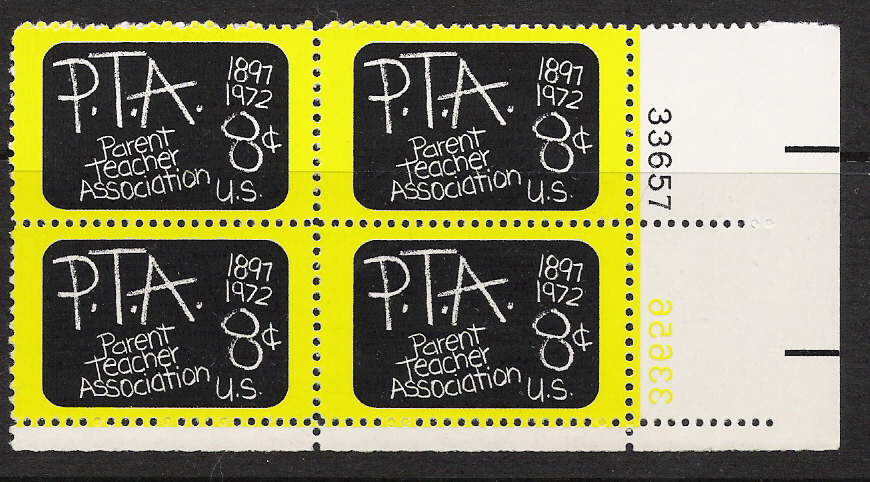 P.T.A. 1897
1972
8¢
Parent
teacher
Association U.S.
P.T.A. 1897
1972
8¢
Parent
teacher
Association U.S.
33657
P.T.A. 1897
1972
8¢
Parent
teacher
Association U.S.
P.T.A. 1897
1972
8¢
Parent
teacher
Association U.S.
33656